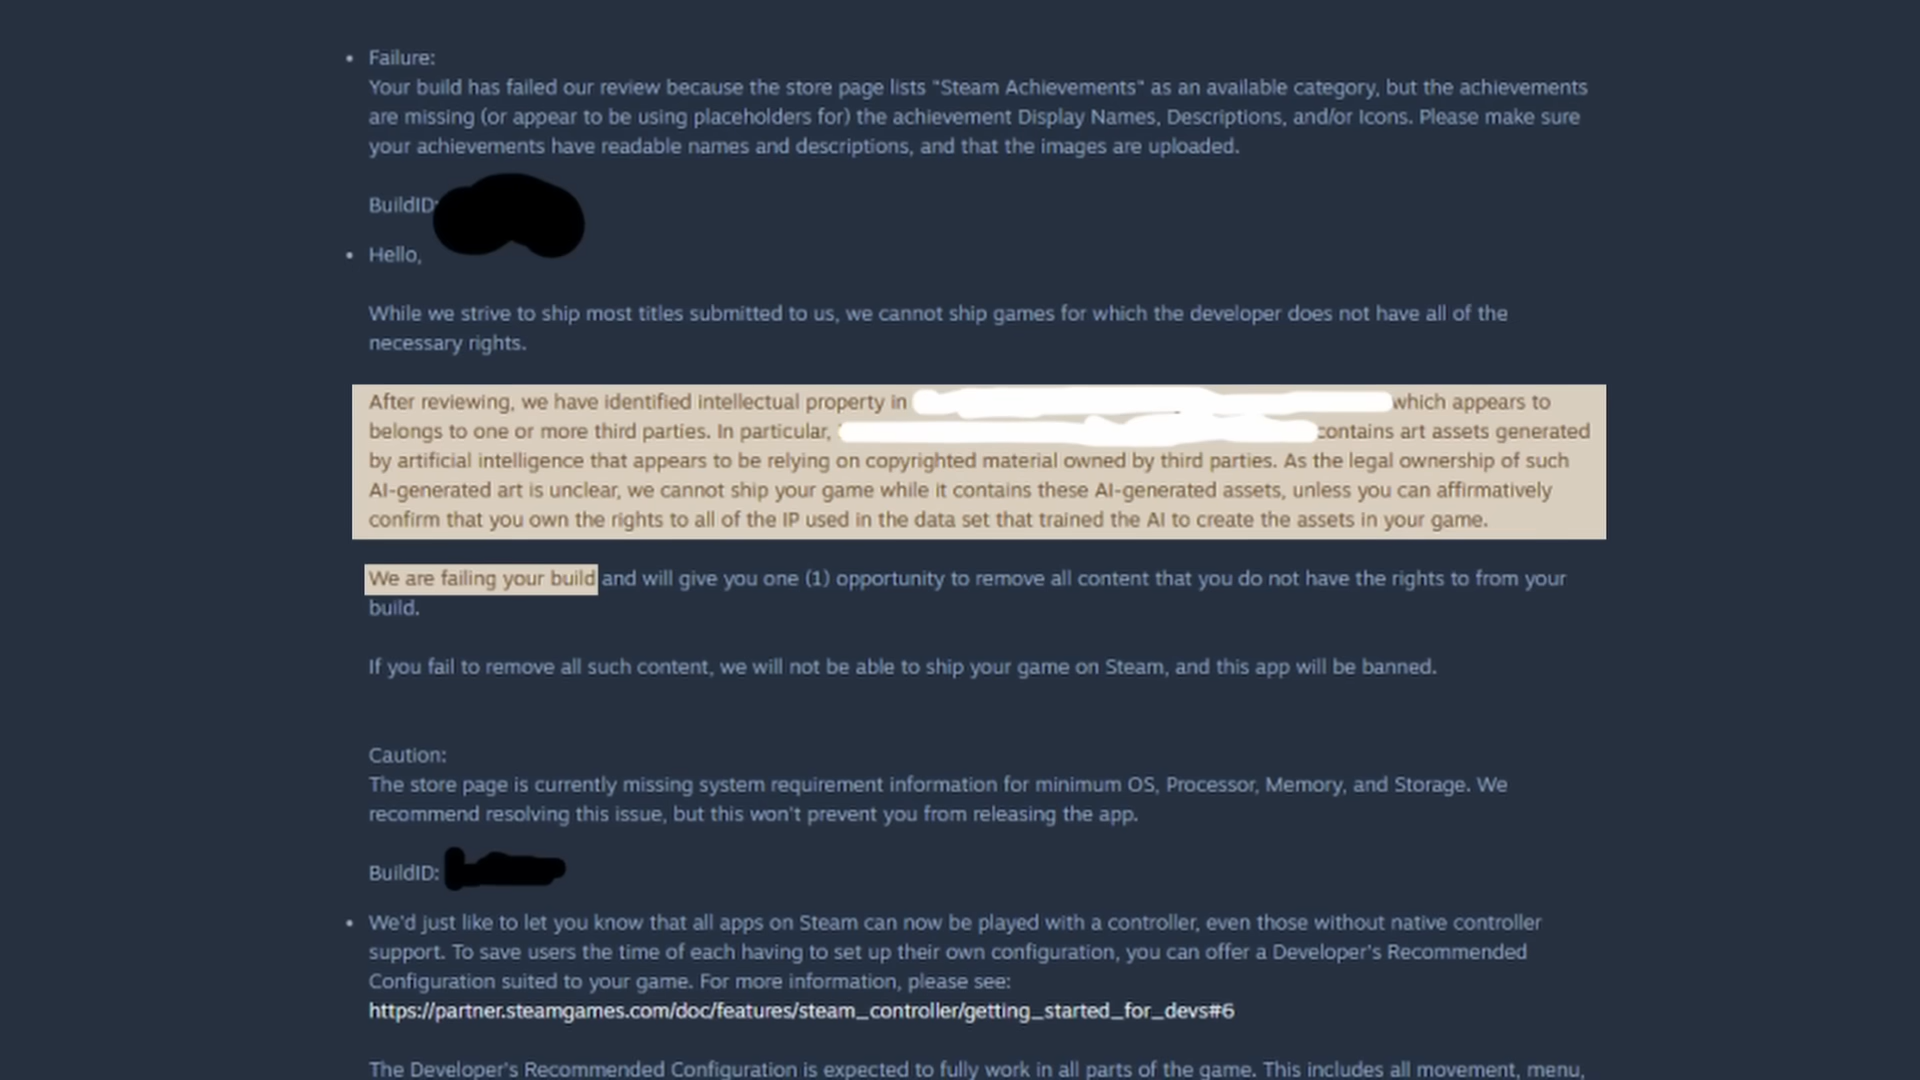 • Failure:
Your build has failed our review because the store page lists "Steam Achievements" as an available category, but the achievements
are missing (or appear to be using placeholders for) the achievement Display Names, Descriptions, and/or Icons. Please make sure
your achievements have readable names and descriptions, and that the images are uploaded.
BuildID:
• Hello,
While we strive to ship most titles submitted to us, we cannot ship games for which the developer does not have all of the
necessary rights.
After reviewing, we have identified intellectual property in which appears to
belongs to one or more third parties. In particular, contains art assets generated
by artificial intelligence that appears to be relying on copyrighted material owned by third parties. As the legal ownership of such
AI-generated art is unclear, we cannot ship your game while it contains these AI-generated assets, unless you can affirmatively
confirm that you own the rights to all of the IP used in the data set that trained the AI to create the assets in your game.
We are failing your build and will give you one (1) opportunity to remove all content that you do not have the rights to from your
build.
If you fail to remove all such content, we will not be able to ship your game on Steam, and this app will be banned.
Caution:
The store page is currently missing system requirement information for minimum OS, Processor, Memory, and Storage. We
recommend resolving this issue, but this won't prevent you from releasing the app.
BuildID:
• We'd just like to let you know that all apps on Steam can now be played with a controller, even those without native controller
support. To save users the time of each having to set up their own configuration, you can offer a Developer's Recommended
Configuration suited to your game. For more information, please see:
https://partner.steamgames.com/doc/features/steam_controller/getting_started_for_devs#6
The Developer's Recommended Configuration is expected to fully work in all parts of the game. This includes all movement, menu,